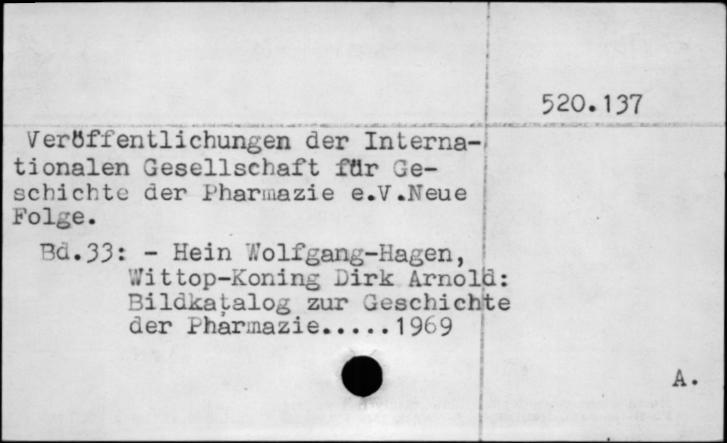 520.137
Veröffentlichungen der Interna-
tionalen Gesellschaft für Ge-
schichte der Pharmazie e.V.Neue
Folge.
Bd.33: - Hein Wolfgang-Hagen,
Wittop-Koning Dirk Arnold:
Bildkatalog zur Geschichte
der Pharmazie.....1969
A.